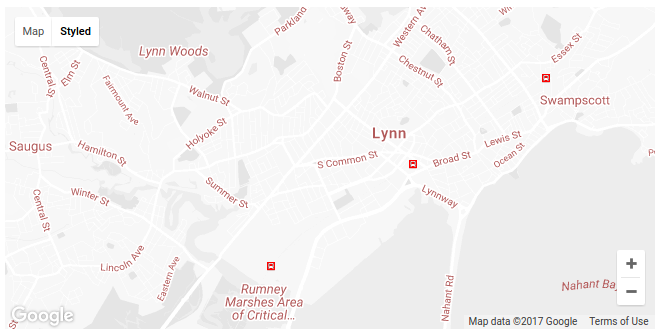 Map Styled
Lynn Woods
Parkland
Boston St
Western Ave
Chatham St
Chestnut St
Essex St
Swampscott
Central St
Elm St
Fairmount Ave
Walnut St
Holyoke St
Lynn
Saugus
Hamilton St
S Common St
Broad St
Lewis St
Ocean St
Winter St
Summer St
Lynnway
Central St
Lincoln Ave
Eastern Ave
Rumney
Marshes Area
of Critical...
Nahant Rd
Nahant Bay
Google
Map data ©2017 Google Terms of Use